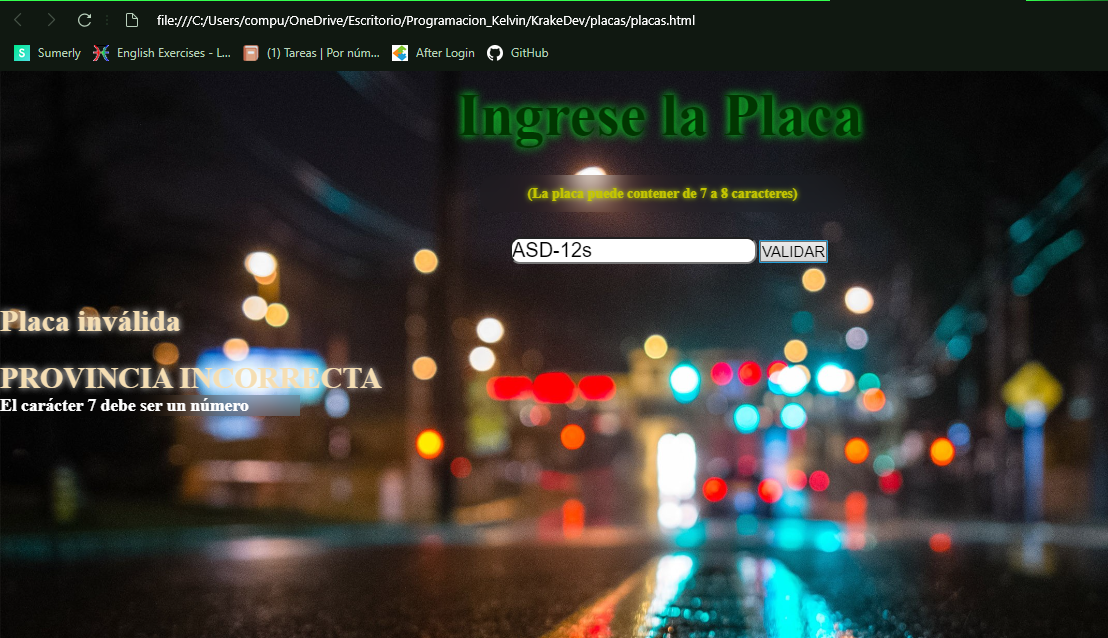 file:///C:/Users/compu/OneDrive/Escritorio/Programacion_Kelvin/KrakeDev/placas/placas.html
Sumerly English Exercises - L... (1) Tareas | Por núm... After Login GitHub
Ingrese la Placa
(La placa puede contener de 7 a 8 caracteres)
ASD-12s VALIDAR
Placa inválida
PROVINCIA INCORRECTA
El carácter 7 debe ser un número